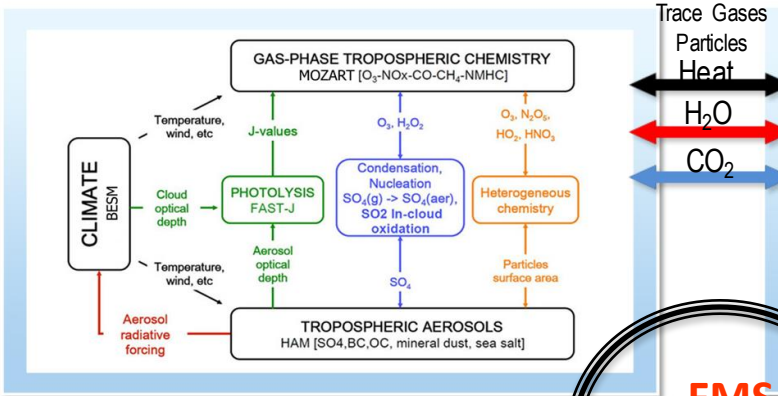 Trace Gases
Particles
Heat
H₂O
CO₂
GAS-PHASE TROPOSPHERIC CHEMISTRY
MOZART [O₃-NOx-CO-CH₄-NMHC]
Temperature,
wind, etc
J-values
O₃, H₂O₂
O₃, N₂O₅,
HO₂, HNO₃
CLIMATE
BESM
Cloud
optical
depth
PHOTOLYSIS
FAST-J
Condensation,
Nucleation
SO₄(g) -> SO₄(aer),
SO2 In-cloud
oxidation
Heterogeneous
chemistry
Temperature,
wind, etc
Aerosol
optical
depth
SO₄
Particles
surface area
Aerosol
radiative
forcing
TROPOSPHERIC AEROSOLS
HAM [SO4,BC,OC, mineral dust, sea salt]